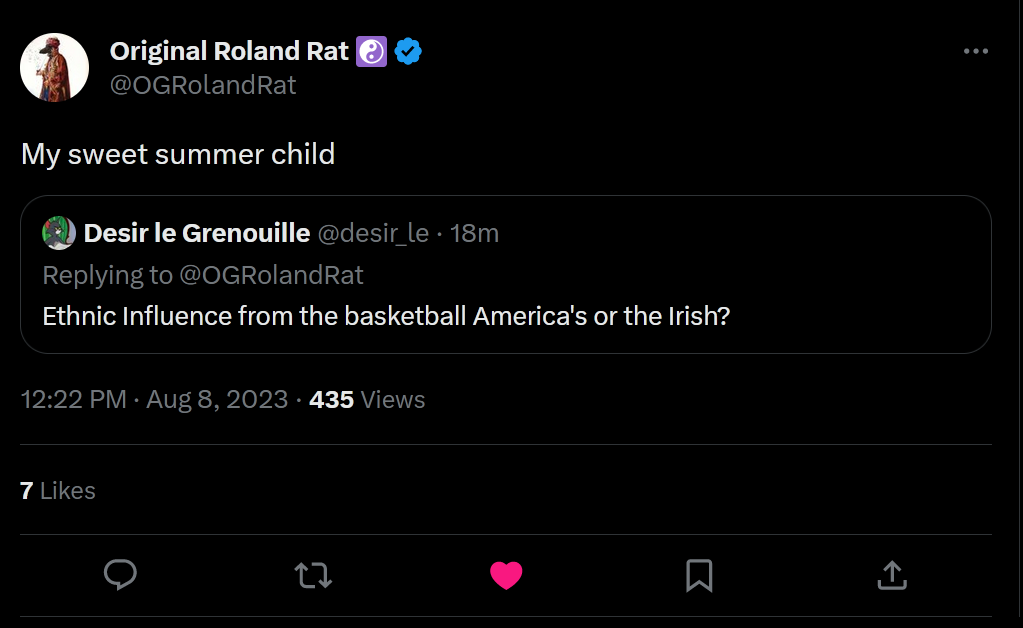 Original Roland Rat ☯️
@OGRolandRat
My sweet summer child
Desir le Grenouille @desir_le · 18m
Replying to @OGRolandRat
Ethnic Influence from the basketball America's or the Irish?
12:22 PM · Aug 8, 2023 · 435 Views
7 Likes